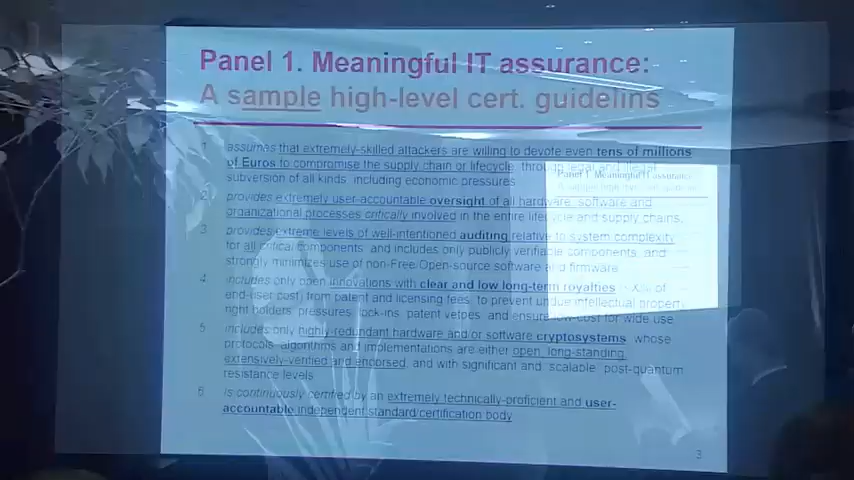 Panel 1. Meaningful IT assurance:
A sample high-level cert. guidelins
1 assumes that extremely-skilled attackers are willing to devote even tens of millions
of Euros to compromise the supply chain or lifecycle, through legal and illegal
subversion of all kinds, including economic pressures
2 provides extremely user-accountable oversight of all hardware, software and
organizational processes critically involved in the entire lifecycle and supply chains.
3 provides extreme levels of well-intentioned auditing relative to system complexity
for all critical components, and includes only publicly verifiable components, and
strongly minimizes use of non-Free/Open-source software and firmware
4 includes only open innovations with clear and low long-term royalties of
end-user cost) from patent and licensing fees, to prevent undue intellectual property
right holders pressures, lock-ins, patent vetoes, and ensure low-cost for wide use
5 includes only highly-redundant hardware and/or software cryptosystems whose
protocols, algorithms and implementations are either open, long-standing,
extensively-verified and endorsed, and with significant and scalable post-quantum
resistance levels
6 is continuously certified by an extremely technically-proficient and user-
accountable independent standard/certification body
3
Panel 1. Meaningful IT assurance